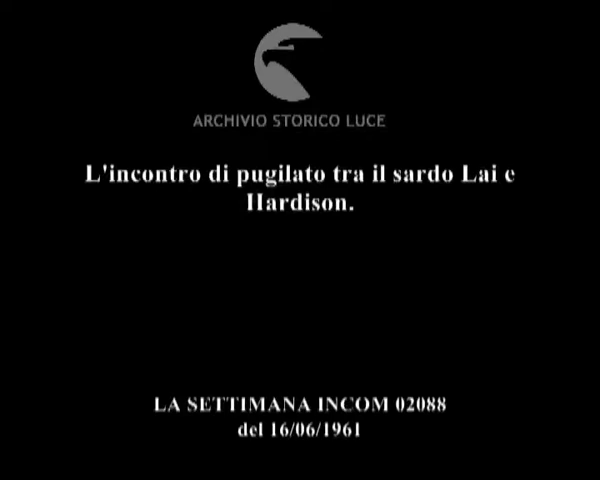 ARCHIVIO STORICO LUCE
L'incontro di pugilato tra il sardo Lai e
Hardison.
LA SETTIMANA INCOM 02088
del 16/06/1961